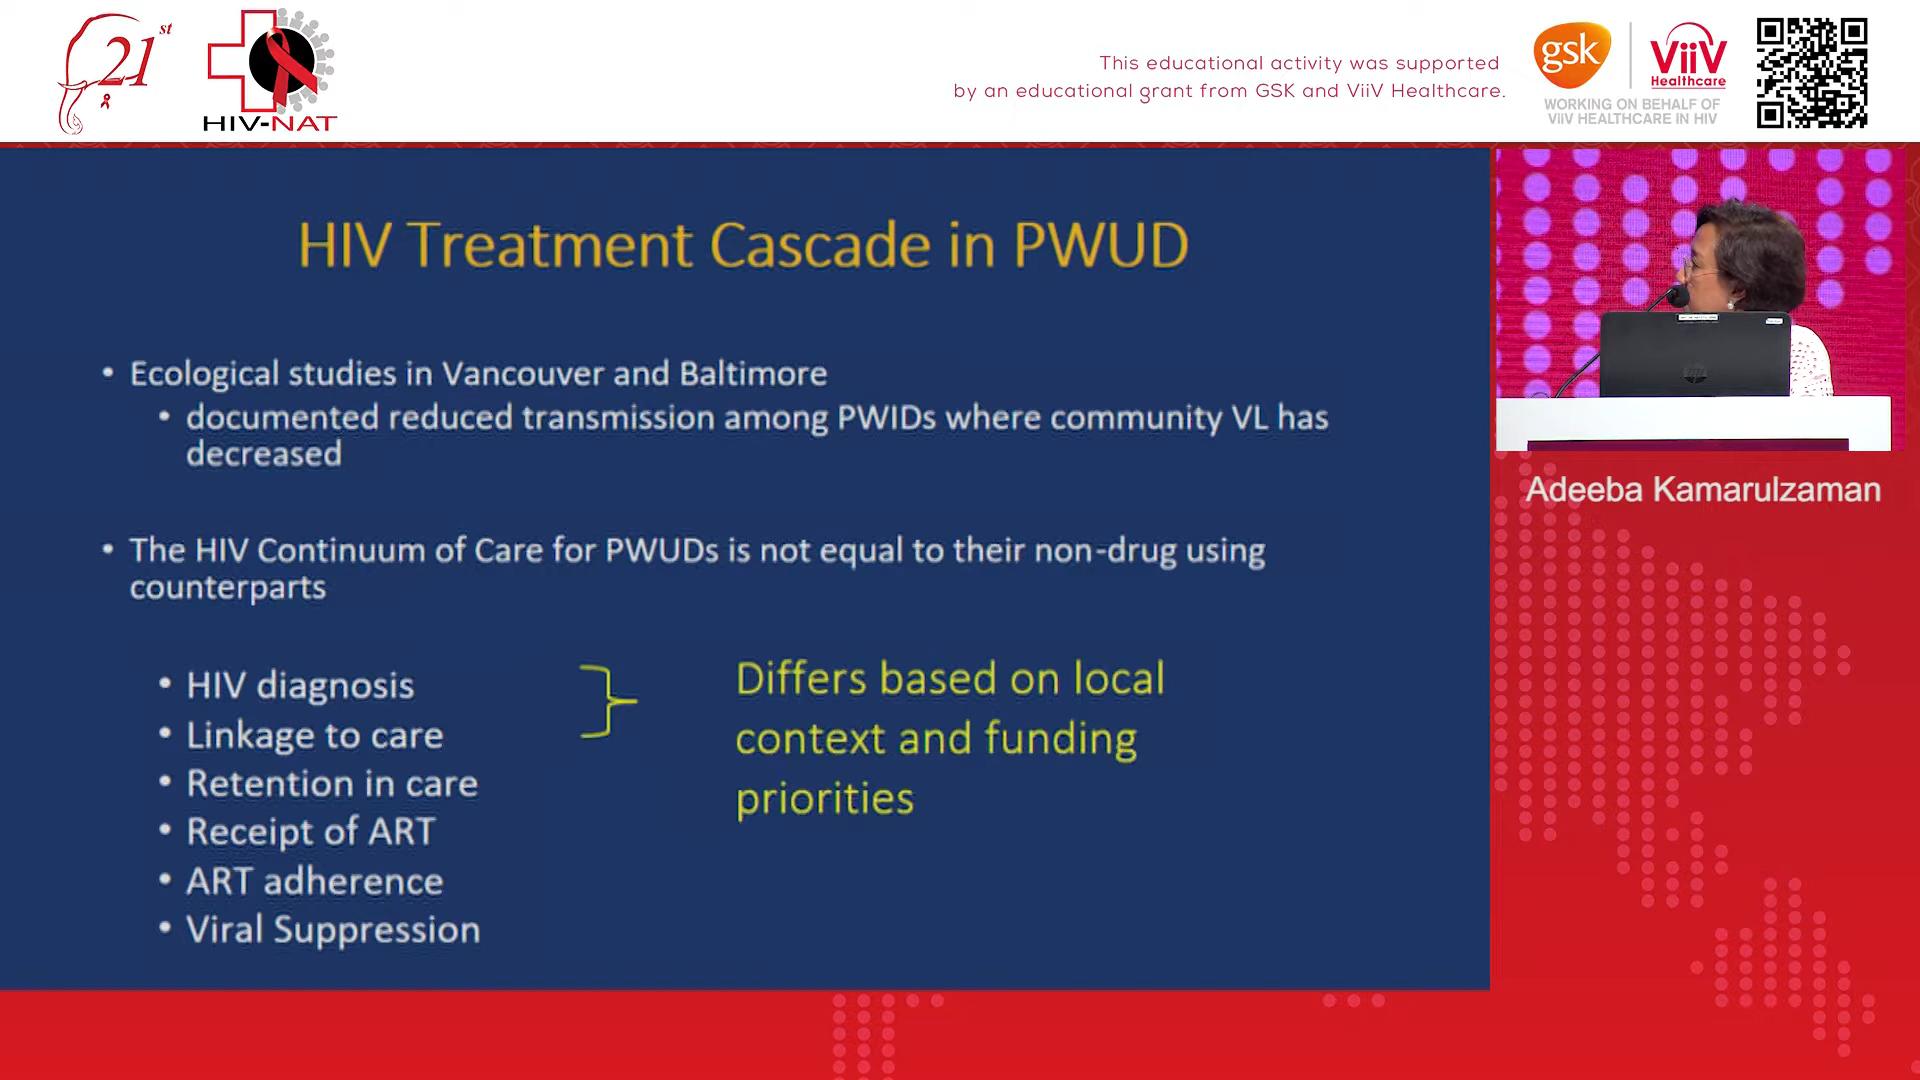 21st
HIV-NAT
This educational activity was supported
by an educational grant from GSK and ViiV Healthcare.
gsk
ViiV
Healthcare
WORKING ON BEHALF OF
VIIV HEALTHCARE IN HIV
HIV Treatment Cascade in PWUD
• Ecological studies in Vancouver and Baltimore
• documented reduced transmission among PWIDs where community VL has
decreased
• The HIV Continuum of Care for PWUDs is not equal to their non-drug using
counterparts
• HIV diagnosis
• Linkage to care
• Retention in care
• Receipt of ART
• ART adherence
• Viral Suppression
Differs based on local
context and funding
priorities
Adeeba Kamarulzaman